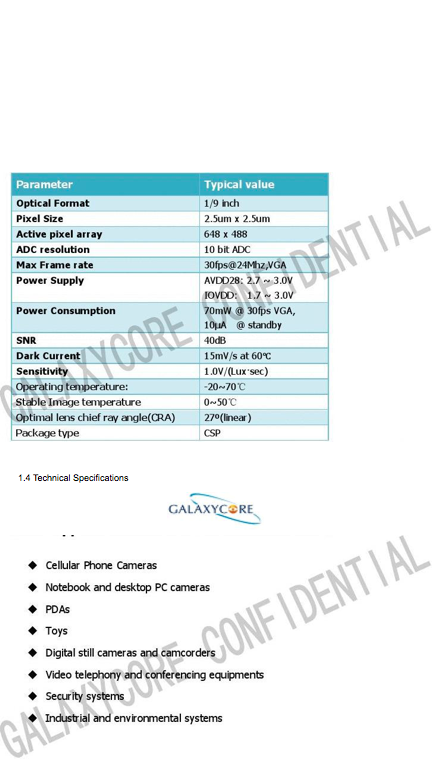 Parameter Typical value
Optical Format 1/9 inch
Pixel Size 2.5um x 2.5um
Active pixel array 648 x 488
ADC resolution 10 bit ADC
Max Frame rate 30fps@24Mhz,VGA
Power Supply AVDD28: 2.7 ~ 3.0V
IOVDD: 1.7 ~ 3.0V
Power Consumption 70mW @ 30fps VGA,
10μA @ standby
SNR 40dB
Dark Current 15mV/s at 60℃
Sensitivity 1.0V/(Lux·sec)
Operating temperature: -20~70℃
Stable Image temperature 0~50℃
Optimal lens chief ray angle(CRA) 27º(linear)
Package type CSP
GALAXYCORE CONFIDENTIAL
1.4 Technical Specifications
GALAXYCORE
◆ Cellular Phone Cameras
◆ Notebook and desktop PC cameras
◆ PDAs
◆ Toys
◆ Digital still cameras and camcorders
◆ Video telephony and conferencing equipments
◆ Security systems
◆ Industrial and environmental systems
GALAXYCORE CONFIDENTIAL